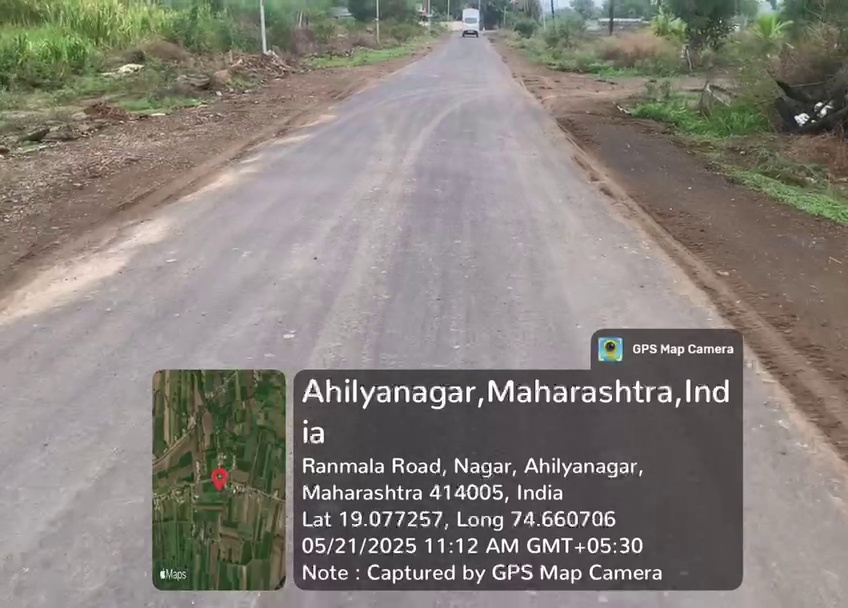 GPS Map Camera
Ahilyanagar,Maharashtra,Ind
ia
Ranmala Road, Nagar, Ahilyanagar,
Maharashtra 414005, India
Lat 19.077257, Long 74.660706
05/21/2025 11:12 AM GMT+05:30
Note : Captured by GPS Map Camera
Maps